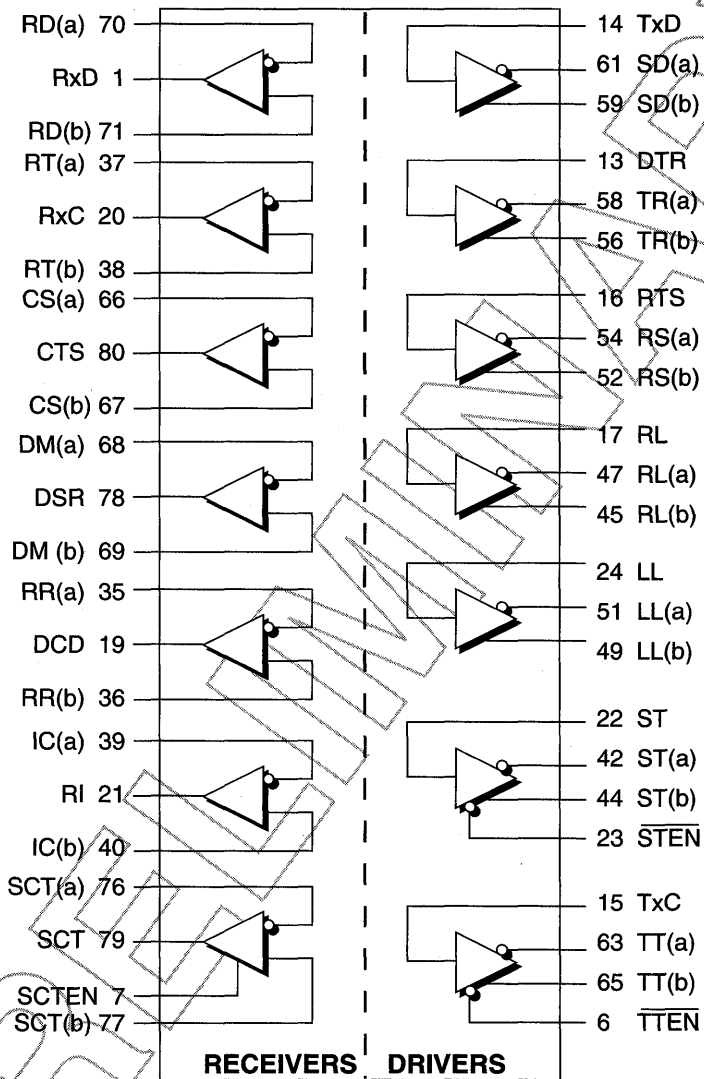 RD(a) 70
RxD 1
RD(b) 71
RT(a) 37
RxC 20
RT(b) 38
CS(a) 66
CTS 80
CS(b) 67
DM(a) 68
DSR 78
DM (b) 69
RR(a) 35
DCD 19
RR(b) 36
IC(a) 39
RI 21
IC(b) 40
SCT(a) 76
SCT 79
SCTEN 7
SCT(b) 77
RECEIVERS
14 TxD
61 SD(a)
59 SD(b)
13 DTR
58 TR(a)
56 TR(b)
16 RTS
54 RS(a)
52 RS(b)
17 RL
47 RL(a)
45 RL(b)
24 LL
51 LL(a)
49 LL(b)
22 ST
42 ST(a)
44 ST(b)
23 STEN
15 TxC
63 TT(a)
65 TT(b)
6 TTEN
DRIVERS